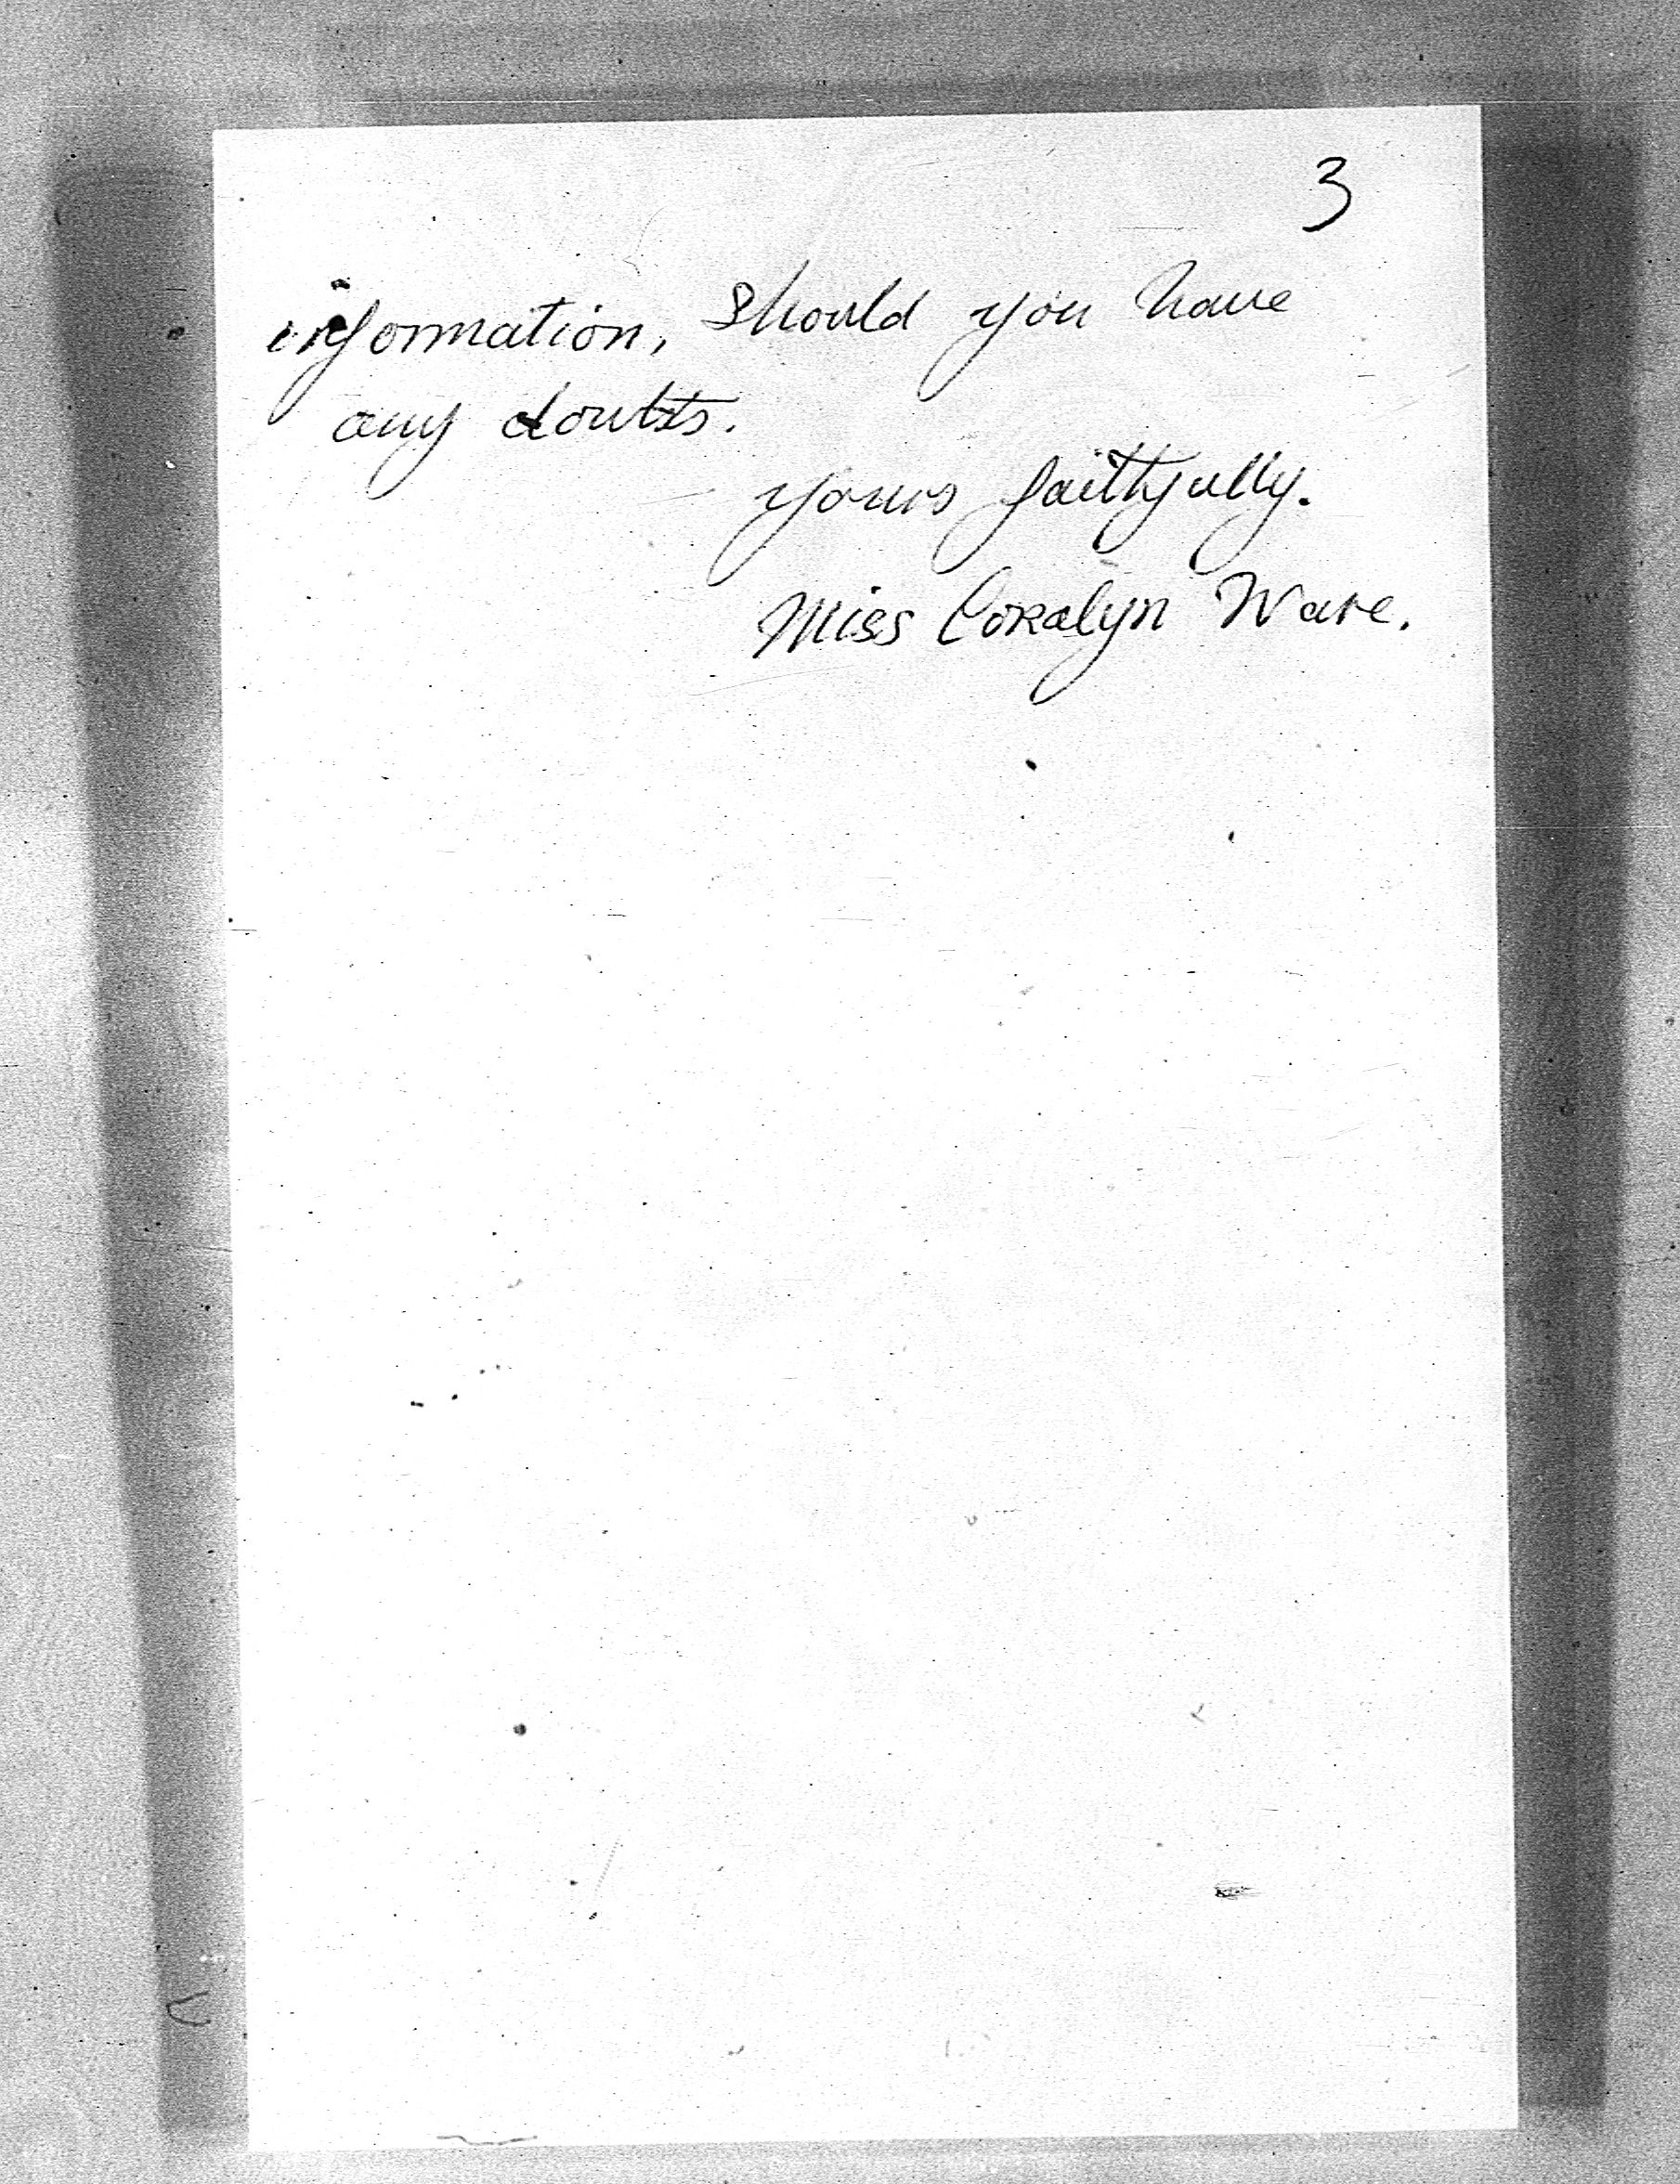 3
information, should you have
any doubts.
yours faithfully.
Miss Coralyn Ware.